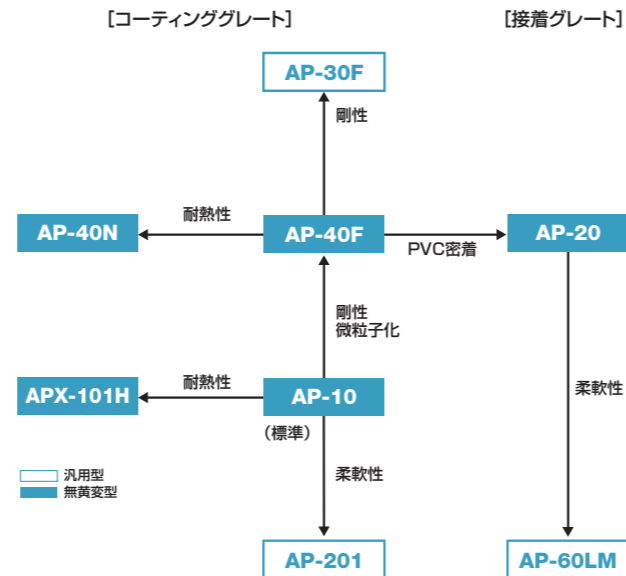 ［コーティンググレート］
［接着グレート］
AP-30F
剛性
耐熱性
AP-40N
AP-40F
PVC密着
AP-20
剛性
微粒子化
耐熱性
APX-101H
AP-10
（標準）
柔軟性
柔軟性
汎用型
無黄変型
AP-201
AP-60LM